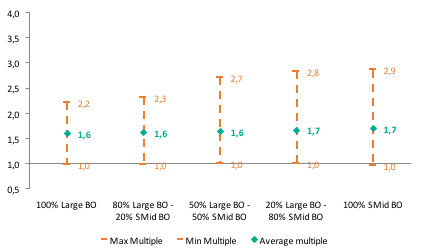 4,0
3,5
3,0
2,5
2,0
1,5
1,0
0,5
2,2
2,3
2,7
2,8
2,9
1,6
1,6
1,6
1,7
1,7
1,0
1,0
1,0
1,0
1,0
100% Large BO
80% Large BO -
20% SMid BO
50% Large BO -
50% SMid BO
20% Large BO -
80% SMid BO
100% SMid BO
Max Multiple
Min Multiple
Average multiple